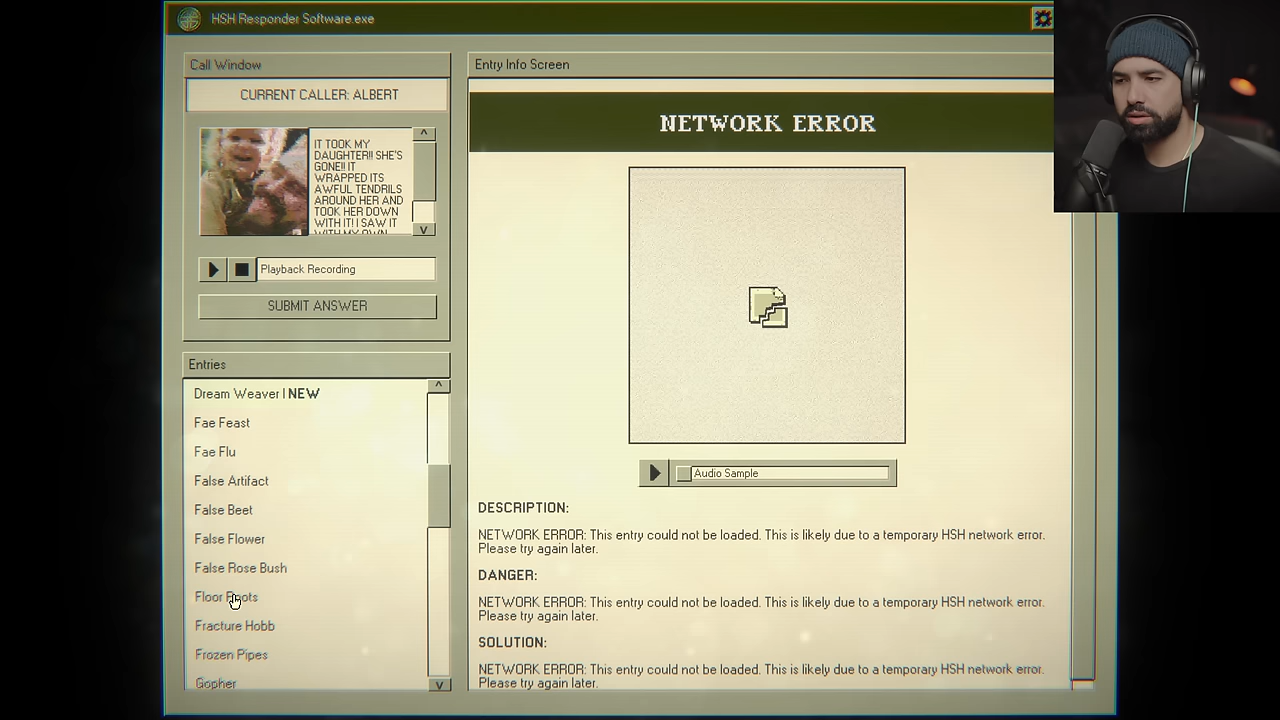 HSH Responder Software.exe
Call Window
CURRENT CALLER: ALBERT
IT TOOK MY
DAUGHTER!! SHE'S
GONE!! IT
WRAPPED ITS
AWFUL TENDRILS
AROUND HER AND
TOOK HER DOWN
WITH IT! I SAW IT
WITH MY OWN
Playback Recording
SUBMIT ANSWER
Entries
Dream Weaver | NEW
Fae Feast
Fae Flu
False Artifact
False Beet
False Flower
False Rose Bush
Floor Roots
Fracture Hobb
Frozen Pipes
Gopher
Entry Info Screen
NETWORK ERROR
Audio Sample
DESCRIPTION:
NETWORK ERROR: This entry could not be loaded. This is likely due to a temporary HSH network error.
Please try again later.
DANGER:
NETWORK ERROR: This entry could not be loaded. This is likely due to a temporary HSH network error.
Please try again later.
SOLUTION:
NETWORK ERROR: This entry could not be loaded. This is likely due to a temporary HSH network error.
Please try again later.